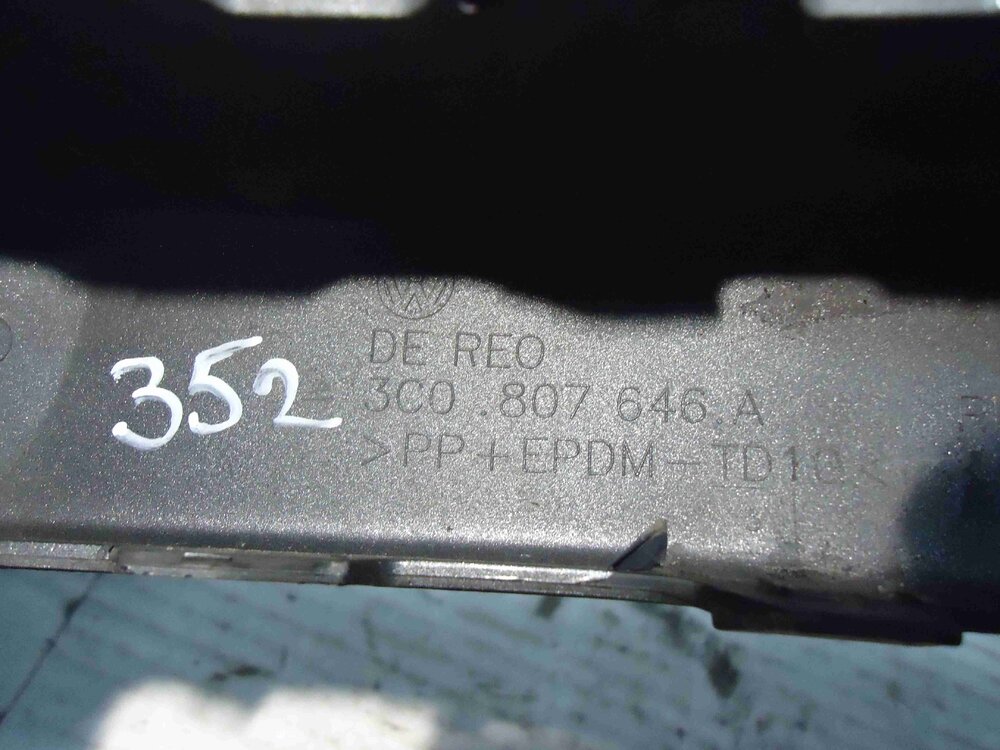 DE REO
352
3C0 .807 646.A
>PP+EPDM-TD10<